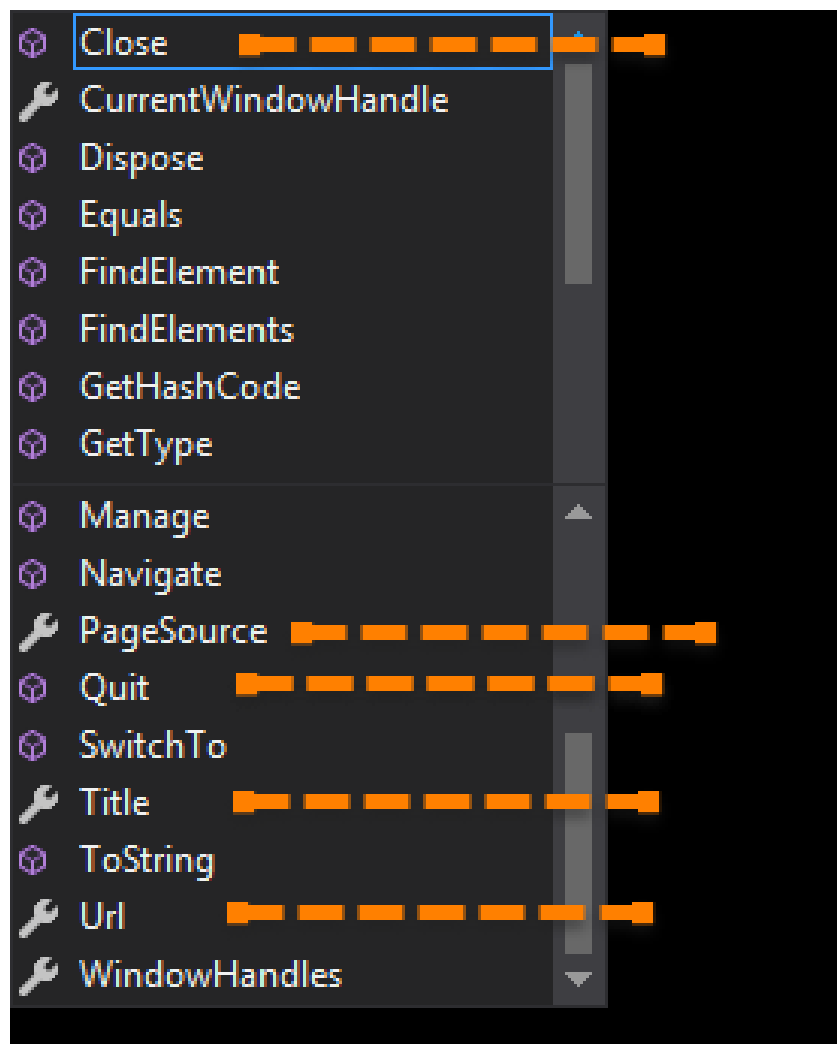 Close
CurrentWindowHandle
Dispose
Equals
FindElement
FindElements
GetHashCode
GetType
Manage
Navigate
PageSource
Quit
SwitchTo
Title
ToString
Url
WindowHandles